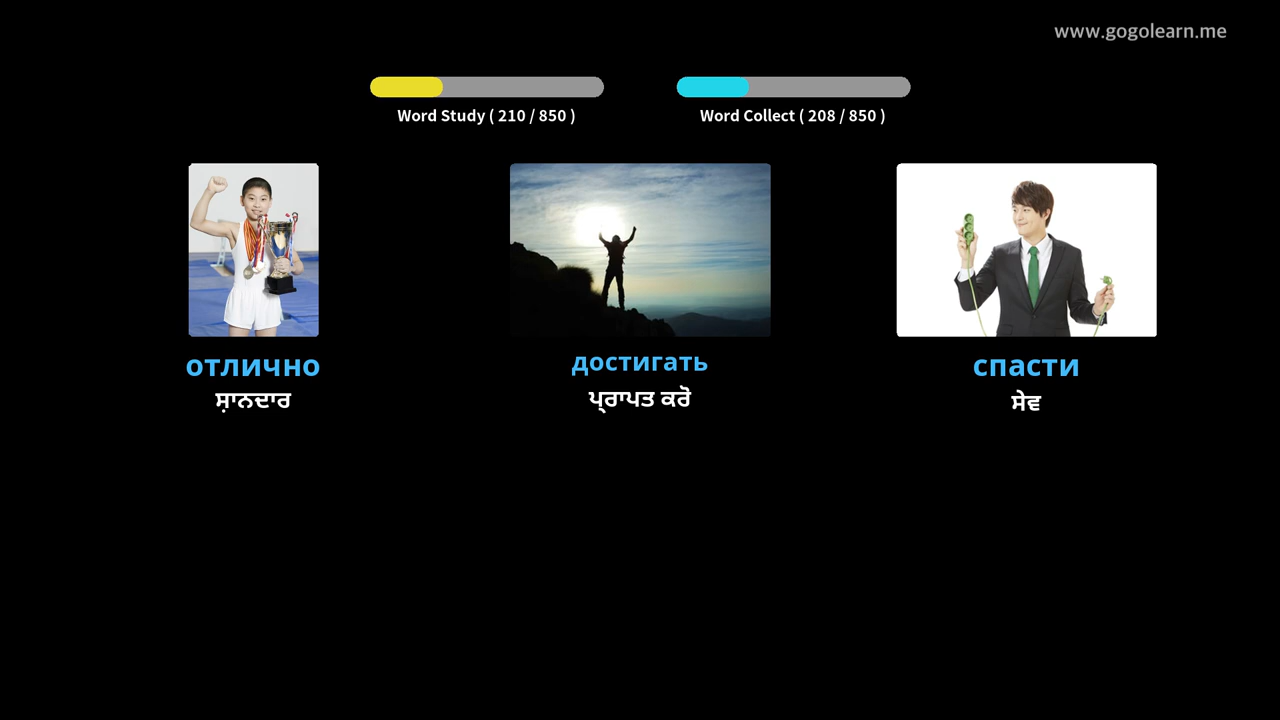 www.gogolearn.me
Word Study ( 210 / 850 )
Word Collect ( 208 / 850 )
отлично
ਸ਼ਾਨਦਾਰ
достигать
ਪ੍ਰਾਪਤ ਕਰੋ
спасти
ਸੇਵ